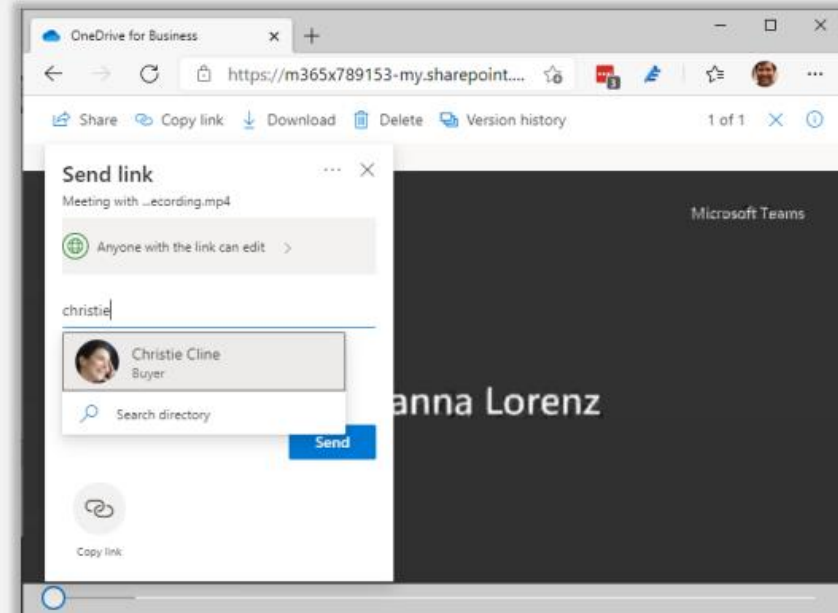 OneDrive for Business
https://m365x789153-my.sharepoint....
3
Share Copy link Download Delete Version history 1 of 1
Send link
Meeting with ...ecording.mp4
Microsoft Teams
Anyone with the link can edit
christie
Christie Cline
Buyer
anna Lorenz
Search directory
Send
Copy link